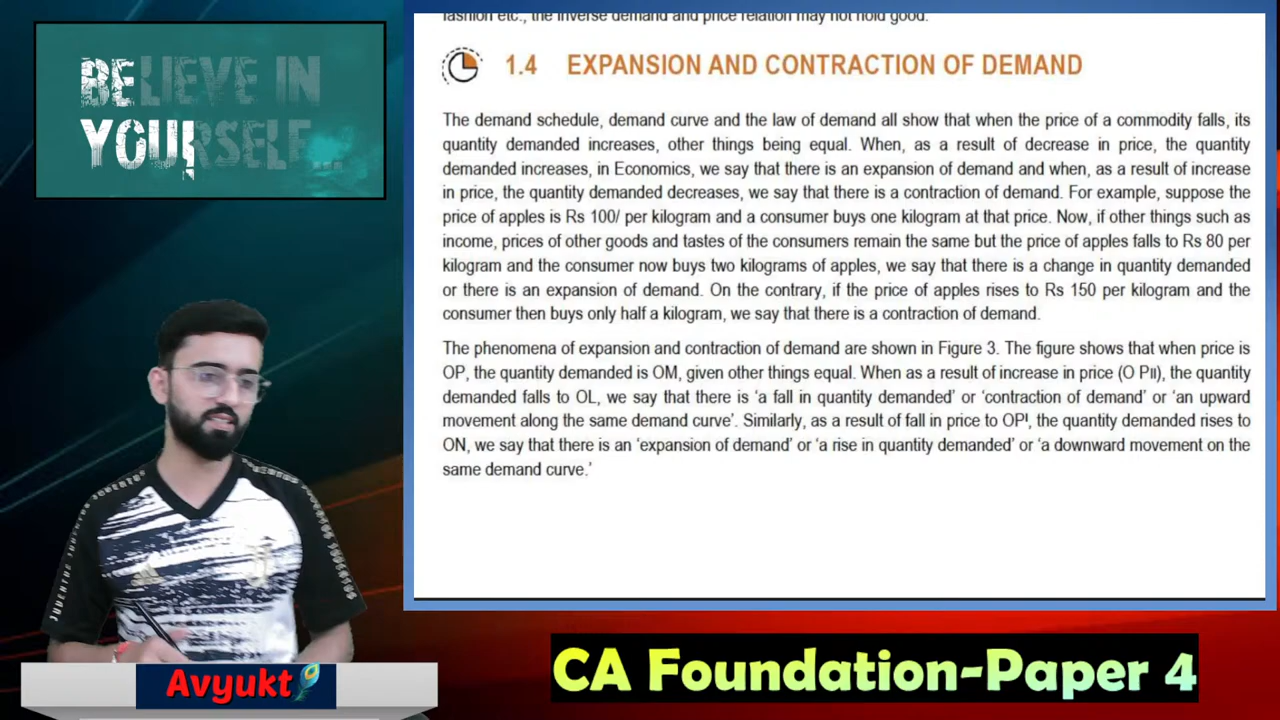 BELIEVE IN
YOURSELF...
fashion etc., the inverse demand and price relation may not hold good.
1.4 EXPANSION AND CONTRACTION OF DEMAND
The demand schedule, demand curve and the law of demand all show that when the price of a commodity falls, its
quantity demanded increases, other things being equal. When, as a result of decrease in price, the quantity
demanded increases, in Economics, we say that there is an expansion of demand and when, as a result of increase
in price, the quantity demanded decreases, we say that there is a contraction of demand. For example, suppose the
price of apples is Rs 100/ per kilogram and a consumer buys one kilogram at that price. Now, if other things such as
income, prices of other goods and tastes of the consumers remain the same but the price of apples falls to Rs 80 per
kilogram and the consumer now buys two kilograms of apples, we say that there is a change in quantity demanded
or there is an expansion of demand. On the contrary, if the price of apples rises to Rs 150 per kilogram and the
consumer then buys only half a kilogram, we say that there is a contraction of demand.
The phenomena of expansion and contraction of demand are shown in Figure 3. The figure shows that when price is
OP, the quantity demanded is OM, given other things equal. When as a result of increase in price (O PII), the quantity
demanded falls to OL, we say that there is ‘a fall in quantity demanded’ or ‘contraction of demand’ or ‘an upward
movement along the same demand curve’. Similarly, as a result of fall in price to OPᴵ, the quantity demanded rises to
ON, we say that there is an ‘expansion of demand’ or ‘a rise in quantity demanded’ or ‘a downward movement on the
same demand curve.’
JUVENTUS JUVENTUS
Avyukt
CA Foundation-Paper 4